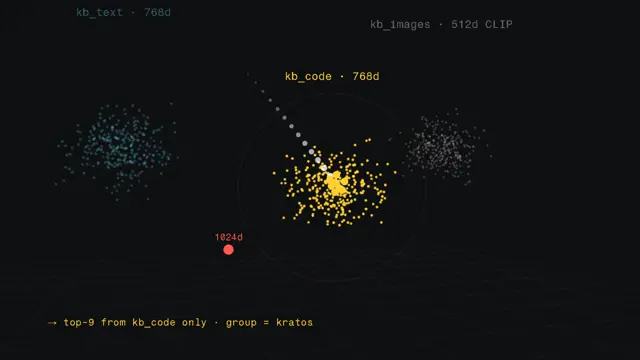 kb_text · 768d
kb_images · 512d CLIP
kb_code · 768d
1024d
→ top-9 from kb_code only · group = kratos